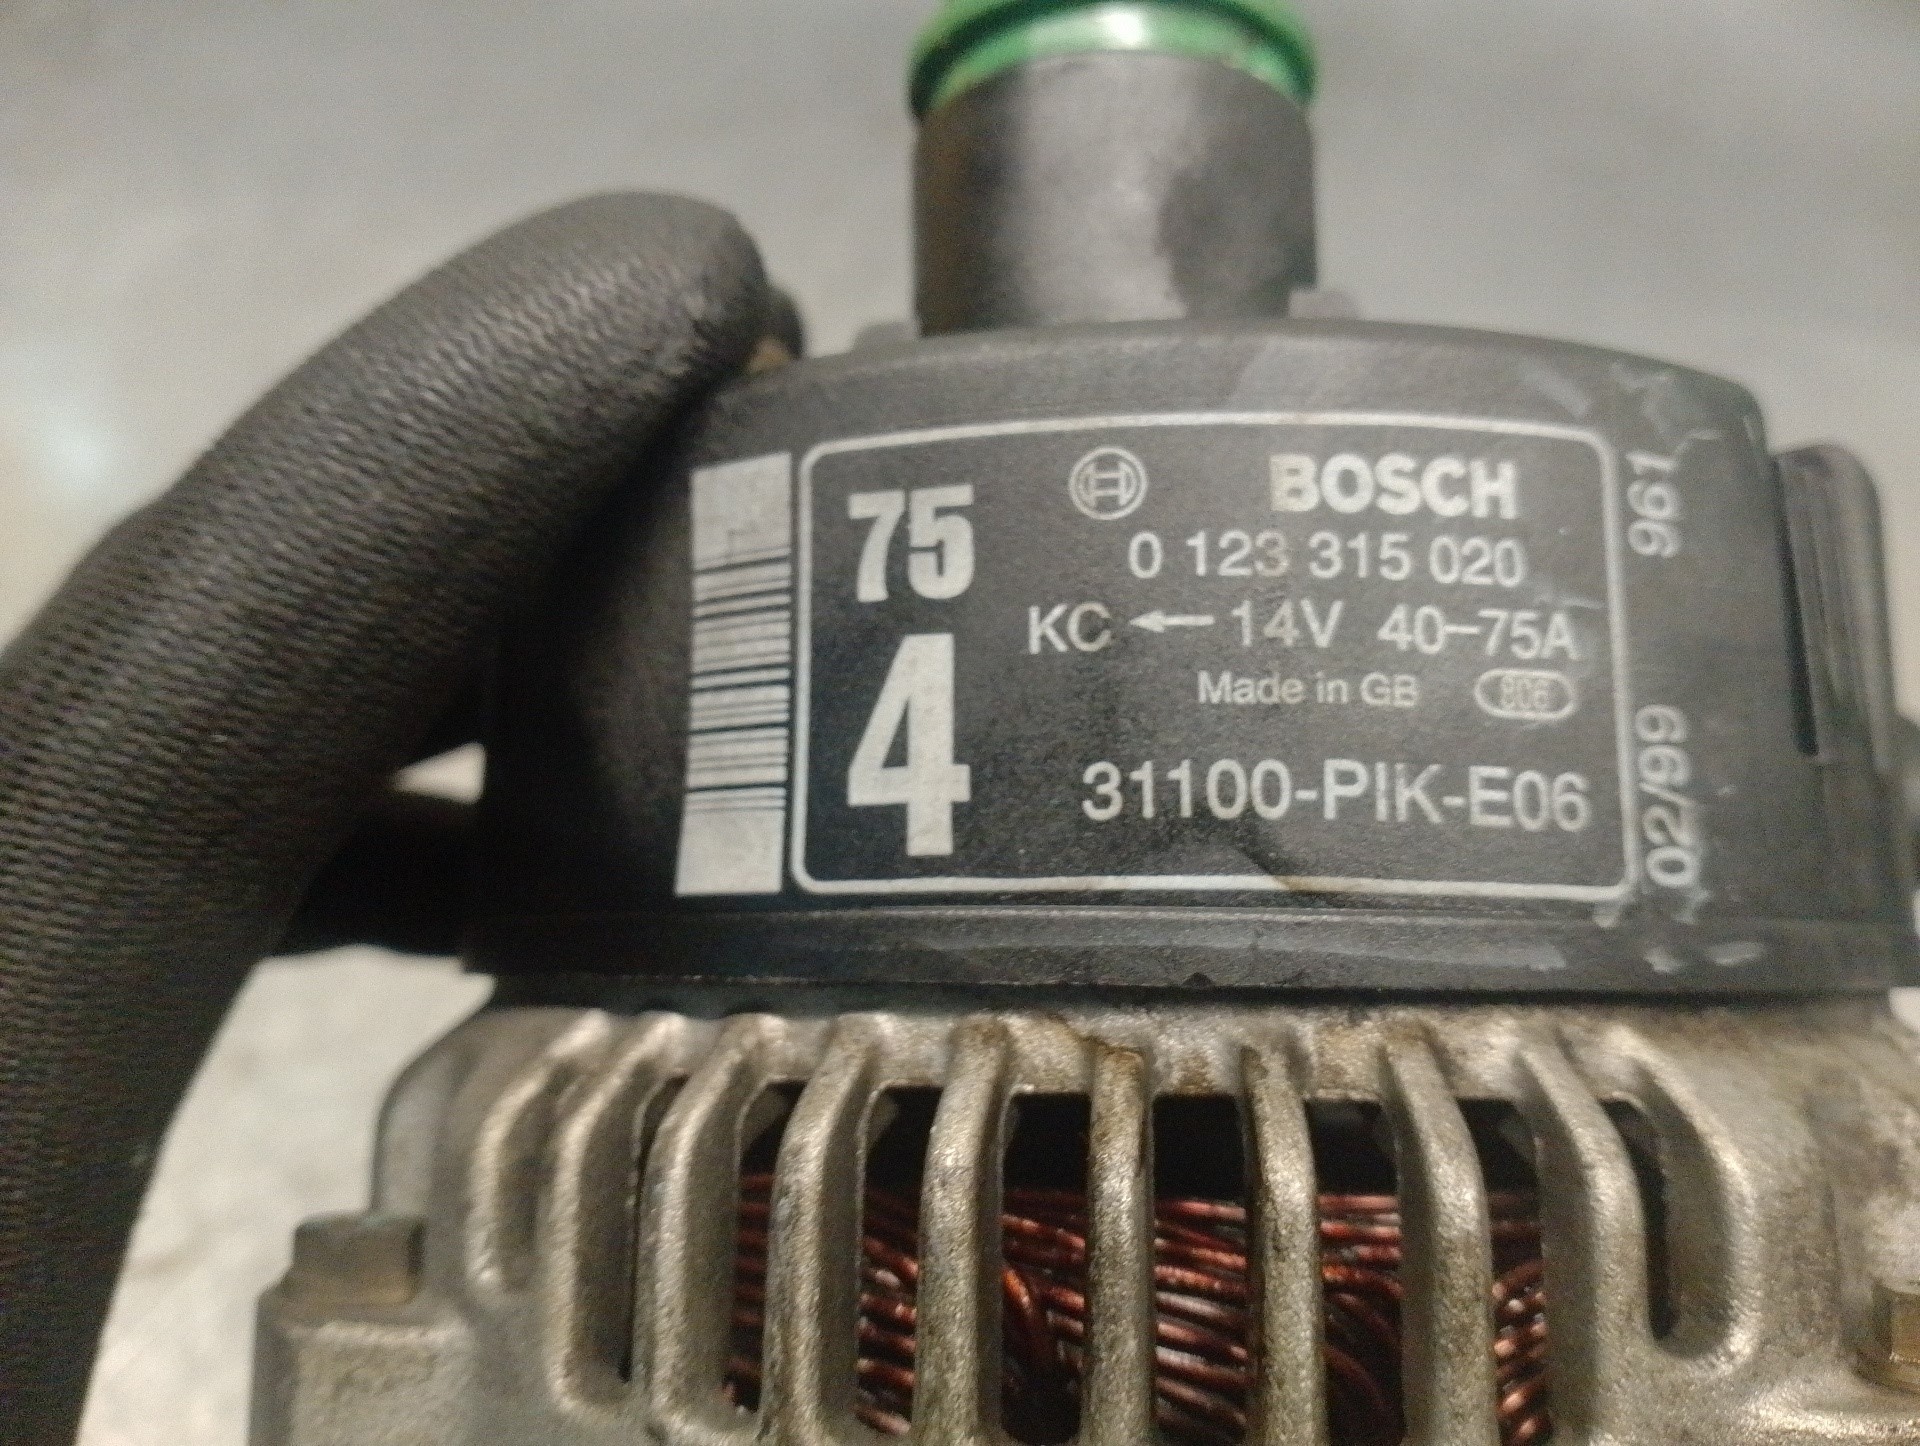 75
4
BOSCH
0 123 315 020
KC ← 14V 40-75A
Made in GB 806
31100-PIK-E06
961
02/99